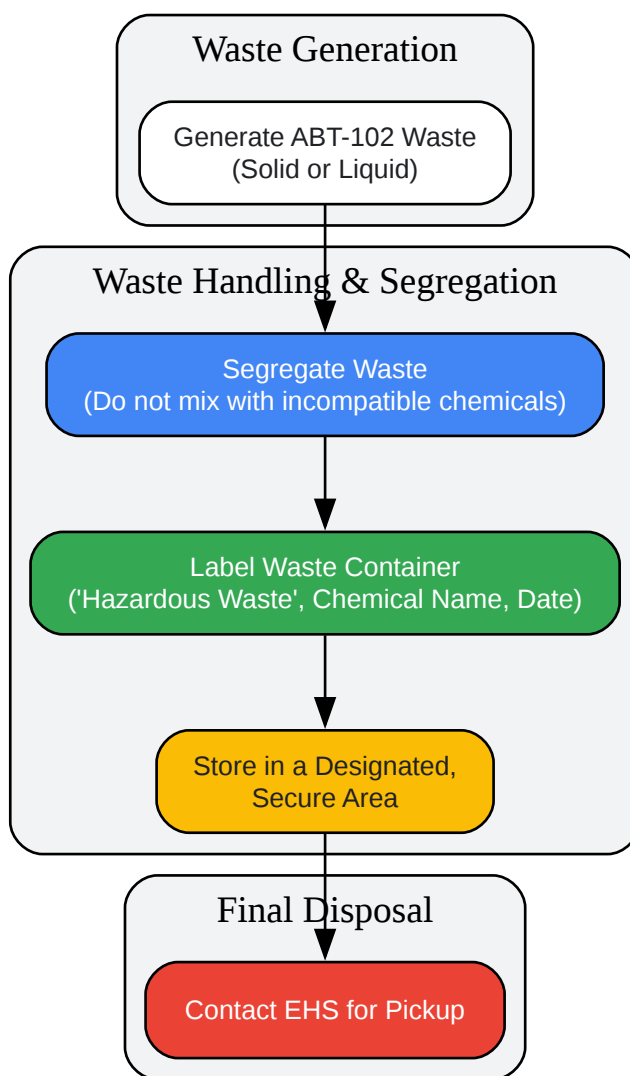 Waste Generation
Generate ABT-102 Waste
(Solid or Liquid)
Waste Handling & Segregation
Segregate Waste
(Do not mix with incompatible chemicals)
Label Waste Container
('Hazardous Waste', Chemical Name, Date)
Store in a Designated,
Secure Area
Final Disposal
Contact EHS for Pickup